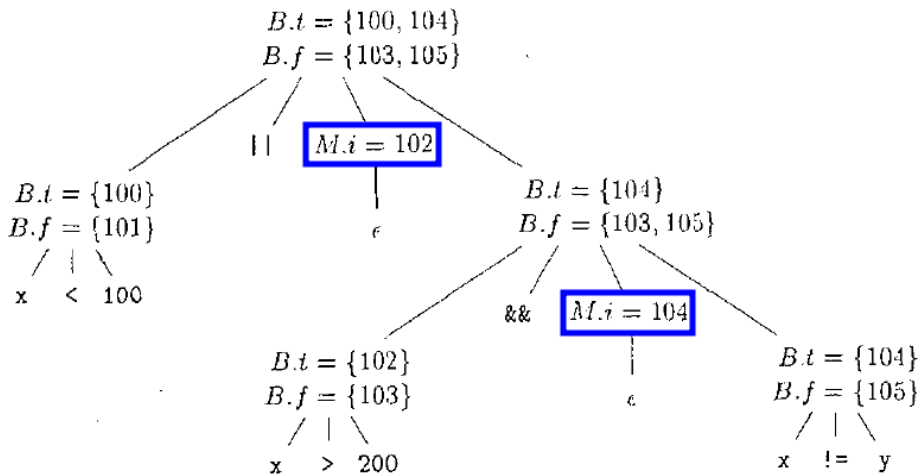 B.t = {100, 104}
B.f = {103, 105}
|| M.i = 102
B.t = {100}
B.f = {101}
ϵ
B.t = {104}
B.f = {103, 105}
x < 100
&& M.i = 104
B.t = {102}
B.f = {103}
ϵ
B.t = {104}
B.f = {105}
x > 200
x != y